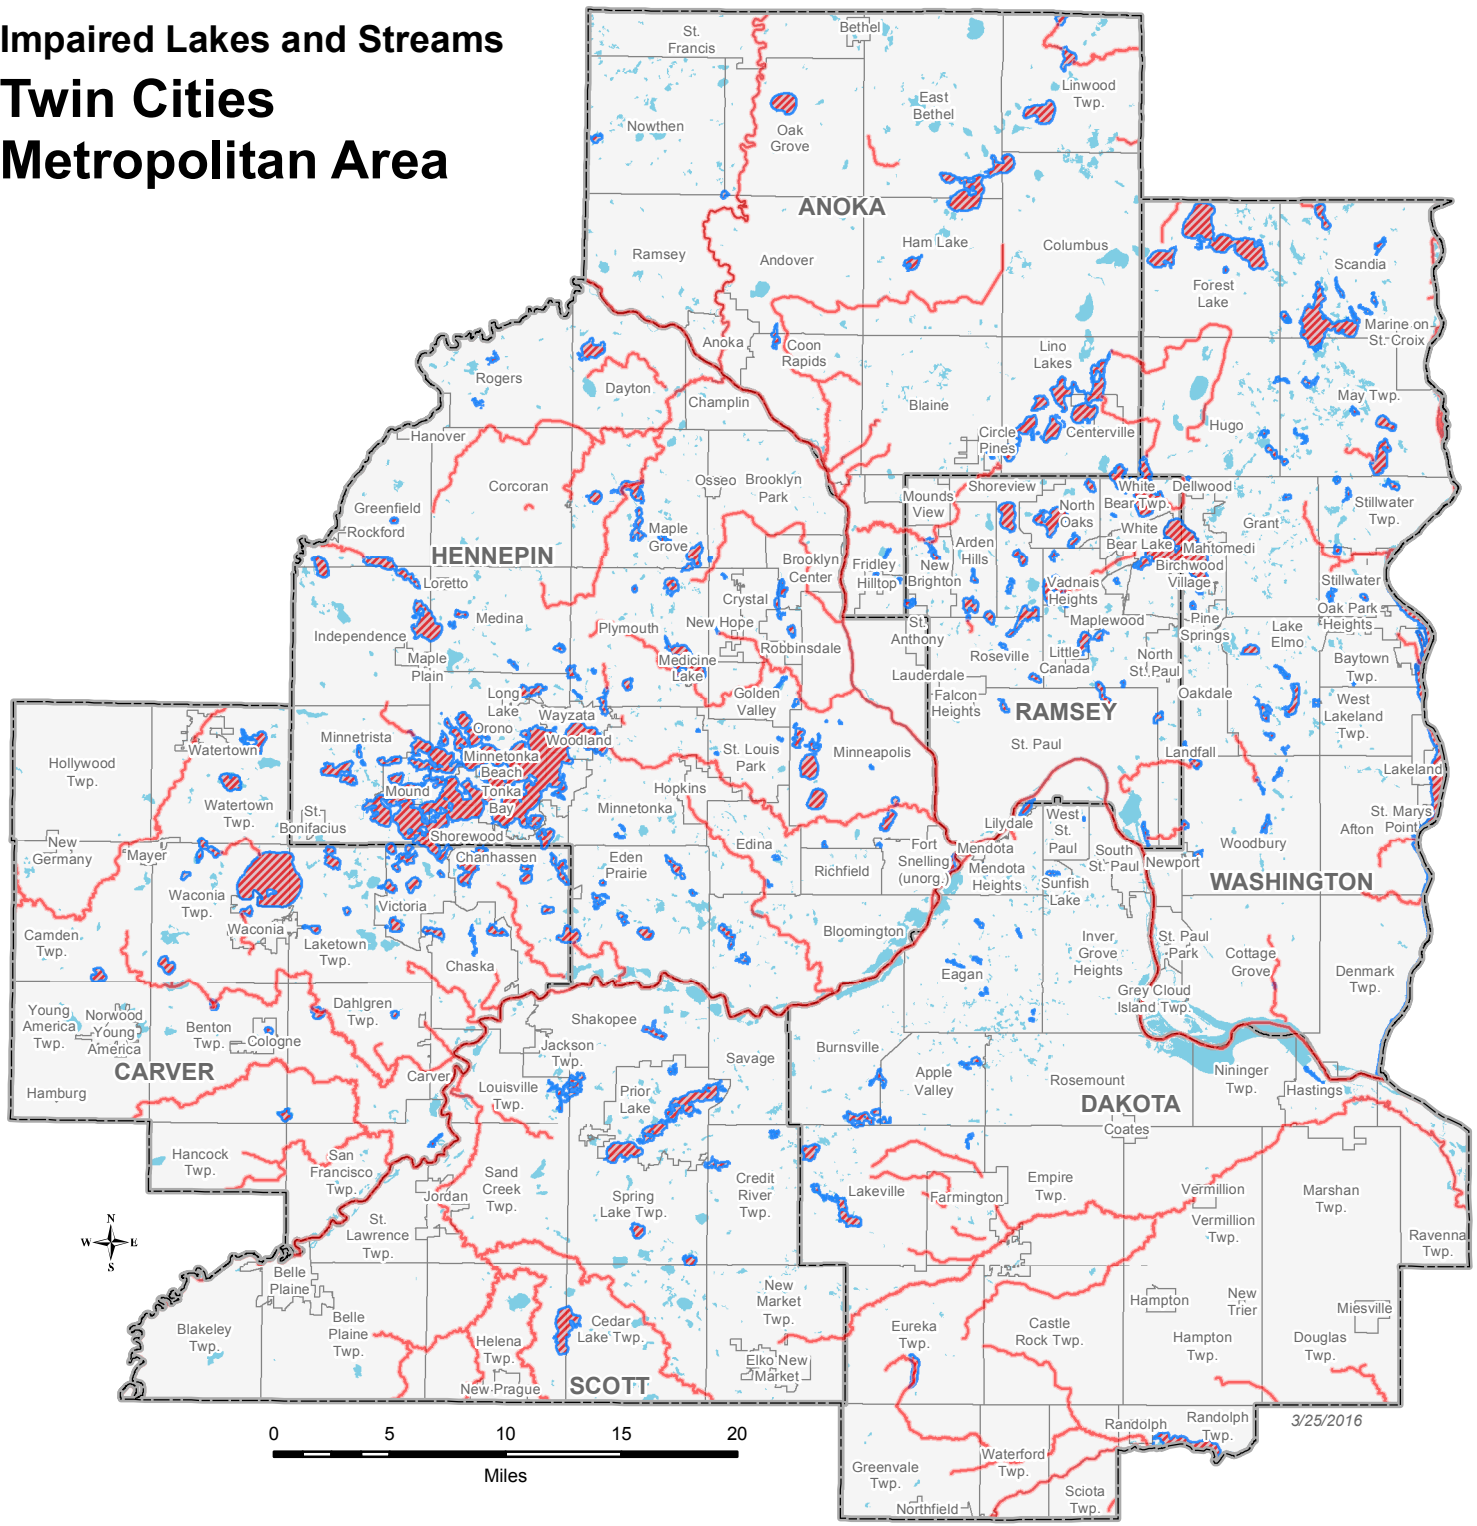 Impaired Lakes and Streams
Twin Cities
Metropolitan Area
St.
Francis
Bethel
Linwood
Twp.
East
Bethel
Nowthen
Oak
Grove
ANOKA
Ramsey
Andover
Ham Lake
Columbus
Scandia
Forest
Lake
Marine on
St. Croix
Anoka
Coon
Rapids
Lino
Lakes
Rogers
Dayton
Champlin
Blaine
May Twp.
Hanover
Circle
Pines
Centerville
Hugo
Corcoran
Osseo
Brooklyn
Park
Mounds
View
Shoreview
White
Bear Twp.
Dellwood
Greenfield
Rockford
North
Oaks
Stillwater
Twp.
Grant
Maple
Grove
White
Bear Lake
Mahtomedi
HENNEPIN
Arden
Hills
Birchwood
Village
Brooklyn
Center
Fridley
Hilltop
New
Brighton
Vadnais
Heights
Stillwater
Loretto
Crystal
Oak Park
Heights
Medina
New Hope
Maplewood
Pine
Springs
Lake
Elmo
Independence
Plymouth
St.
Anthony
Robbinsdale
Maple
Plain
Medicine
Lake
Roseville
Little
Canada
North
St. Paul
Baytown
Twp.
Lauderdale
Falcon
Heights
Oakdale
Long
Lake
Golden
Valley
RAMSEY
West
Lakeland
Twp.
Orono
Wayzata
Woodland
Watertown
Minnetrista
Minnetonka
Beach
St. Louis
Park
Minneapolis
St. Paul
Landfall
Hollywood
Twp.
Lakeland
Mound
Tonka
Bay
Hopkins
Watertown
Twp.
Minnetonka
St.
Bonifacius
Lilydale
West
St.
Paul
St. Marys
Point
Afton
Shorewood
New
Germany
Mayer
Chanhassen
Eden
Prairie
Edina
Fort
Snelling
(unorg.)
Mendota
South
St. Paul
Newport
Woodbury
Mendota
Heights
Richfield
Sunfish
Lake
WASHINGTON
Waconia
Twp.
Victoria
Waconia
Camden
Twp.
Laketown
Twp.
Bloomington
Inver
Grove
Heights
St. Paul
Park
Cottage
Grove
Chaska
Eagan
Denmark
Twp.
Grey Cloud
Island Twp.
Young
America
Twp.
Norwood
Young
America
Benton
Twp.
Cologne
Dahlgren
Twp.
Shakopee
Jackson
Twp.
Burnsville
Savage
CARVER
Carver
Louisville
Twp.
Apple
Valley
Rosemount
Nininger
Twp.
Hastings
Hamburg
Prior
Lake
DAKOTA
Coates
Hancock
Twp.
San
Francisco
Twp.
Sand
Creek
Twp.
Credit
River
Twp.
Lakeville
Empire
Twp.
Farmington
Vermillion
Marshan
Twp.
Jordan
Spring
Lake Twp.
N
W
E
S
St.
Lawrence
Twp.
Vermillion
Twp.
Ravenna
Twp.
Belle
Plaine
New
Market
Twp.
Hampton
New
Trier
Miesville
Blakeley
Twp.
Belle
Plaine
Twp.
Helena
Twp.
Cedar
Lake Twp.
Eureka
Twp.
Castle
Rock Twp.
Hampton
Twp.
Douglas
Twp.
Elko New
Market
New Prague
SCOTT
3/25/2016
Randolph
Randolph
Twp.
0 5 10 15 20
Miles
Waterford
Twp.
Greenvale
Twp.
Sciota
Twp.
Northfield